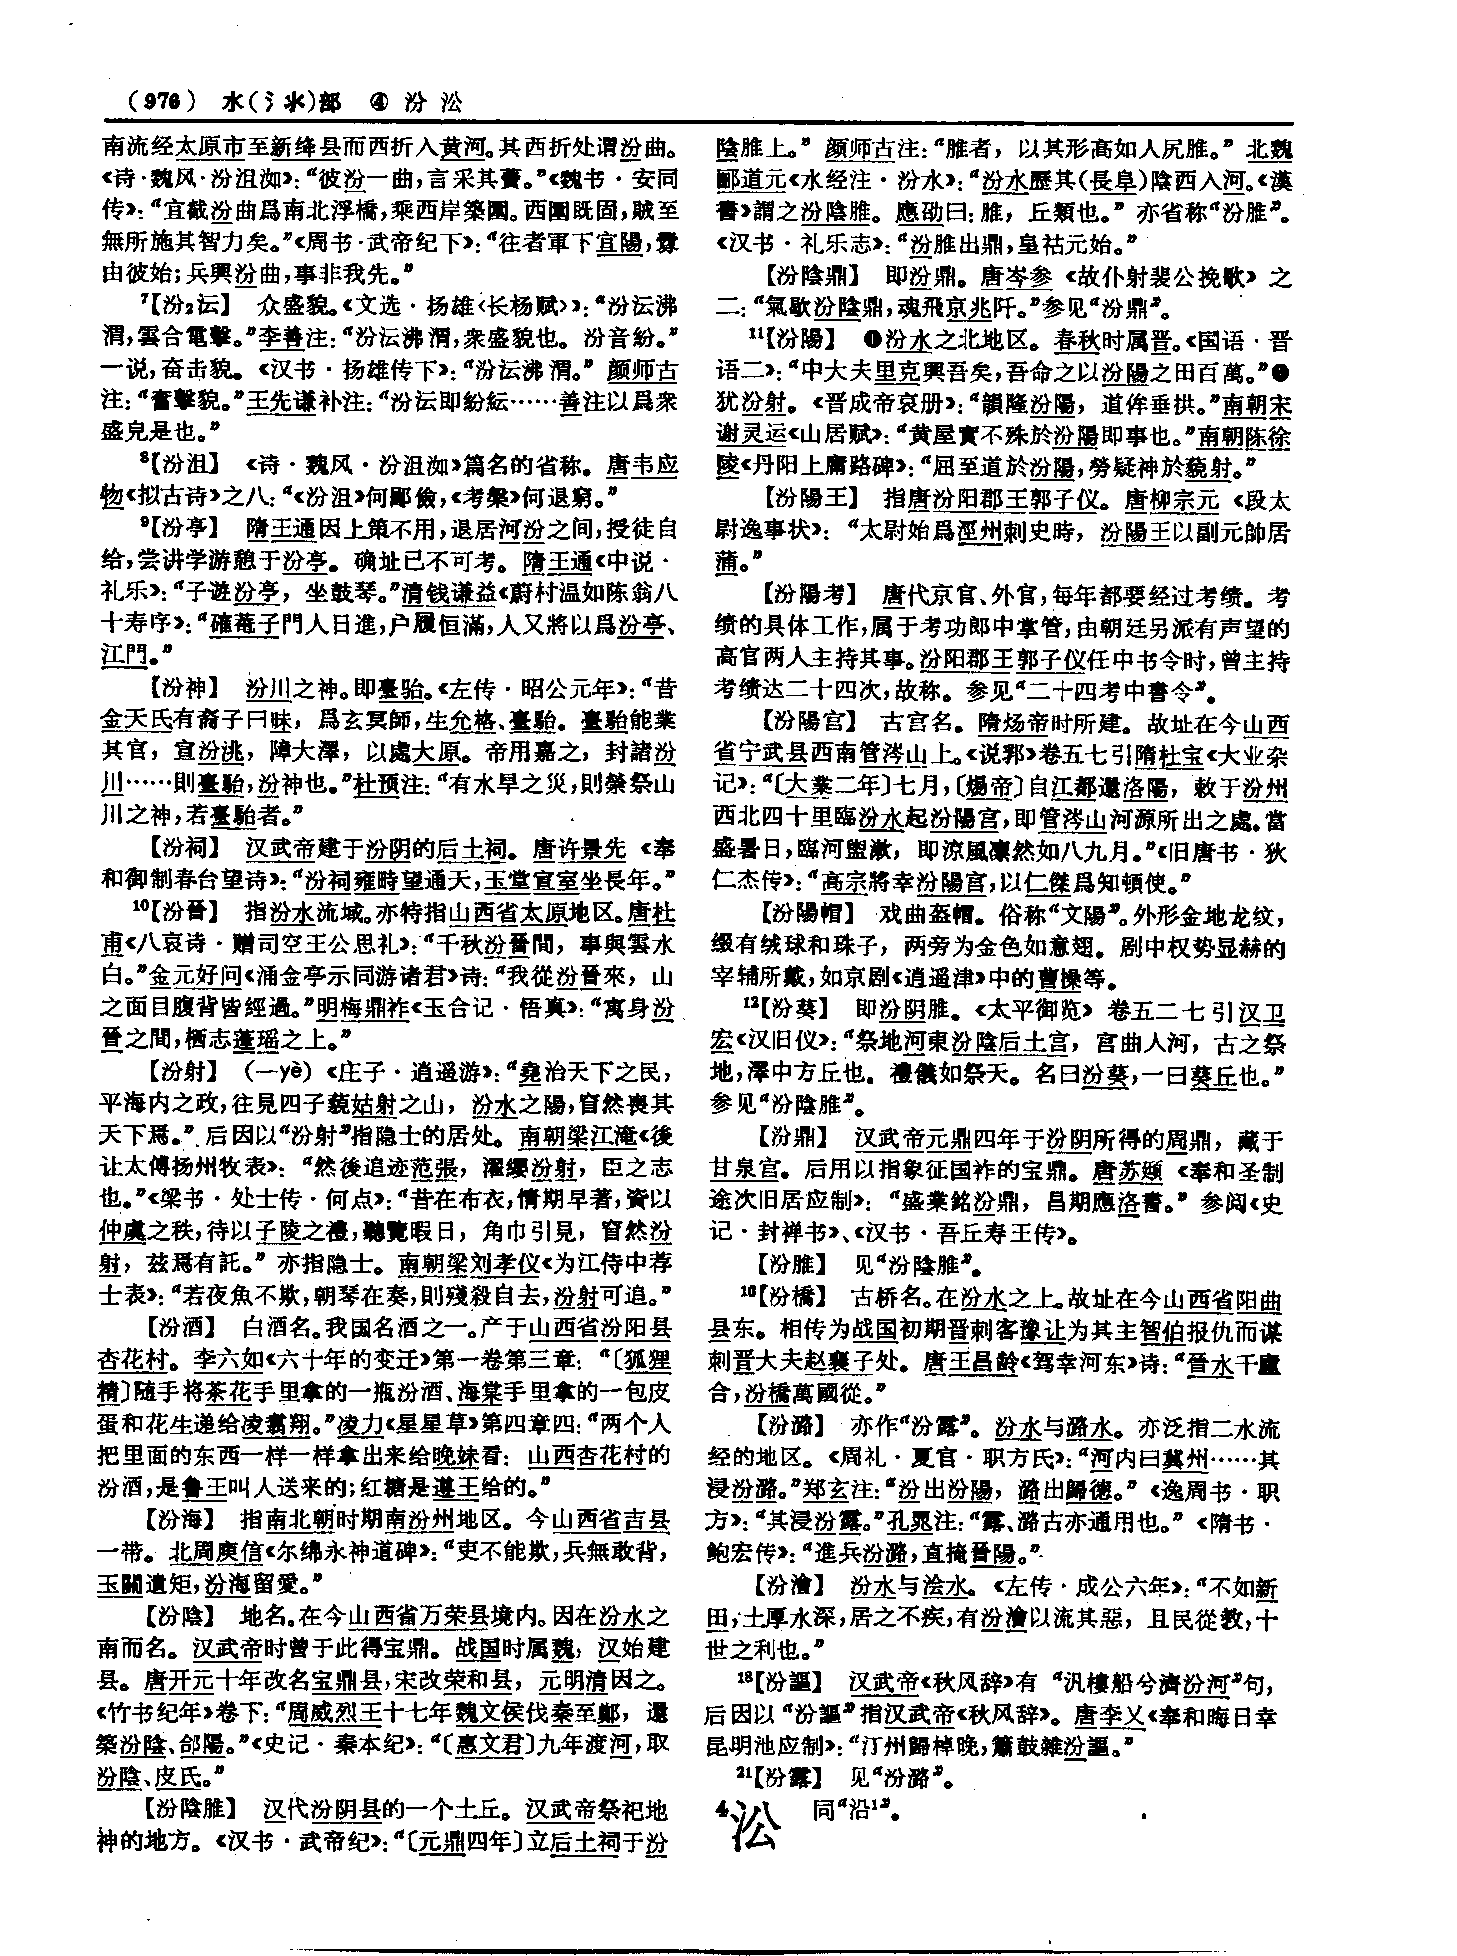 (976) 水(氵氺)部 ④ 汾 㳂
南流经太原市至新绛县而西折入黄河。其西折处谓汾曲。
《诗·魏风·汾沮洳》:“彼汾一曲,言采其藚。”《魏书·安同
传》:“宜截汾曲爲南北浮橋,乘西岸築圍。西圍既固,賊至
無所施其智力矣。”《周书·武帝纪下》:“往者軍下宜陽,釁
由彼始;兵興汾曲,事非我先。”
⁷【汾₂沄】 众盛貌。《文选·扬雄〈长杨赋〉》:“汾沄沸
渭,雲合電擊。”李善注:“汾沄沸渭,衆盛貌也。汾音紛。”
一说,奋击貌。《汉书·扬雄传下》:“汾沄沸渭。”颜师古
注:“奮擊貌。”王先谦补注:“汾沄即紛紜……善注以爲衆
盛皃是也。”
⁸【汾沮】 《诗·魏风·汾沮洳》篇名的省称。唐韦应
物《拟古诗》之八:“《汾沮》何鄙儉,《考槃》何退窮。”
⁹【汾亭】 隋王通因上策不用,退居河汾之间,授徒自
给,尝讲学游憩于汾亭。确址已不可考。隋王通《中说·
礼乐》:“子遊汾亭,坐鼓琴。”清钱谦益《蔚村温如陈翁八
十寿序》:“確菴子門人日進,户履恒滿,人又將以爲汾亭、
江門。”
【汾神】 汾川之神。即臺骀。《左传·昭公元年》:“昔
金天氏有裔子曰昧,爲玄冥師,生允格、臺駘。臺駘能業
其官,宣汾洮,障大澤,以處大原。帝用嘉之,封諸汾
川……則臺駘,汾神也。”杜预注:“有水旱之災,則禜祭山
川之神,若臺駘者。”
【汾祠】 汉武帝建于汾阴的后土祠。唐许景先《奉
和御制春台望诗》:“汾祠雍畤望通天,玉堂宣室坐長年。”
¹⁰【汾晉】 指汾水流域。亦特指山西省太原地区。唐杜
甫《八哀诗·赠司空王公思礼》:“千秋汾晉間,事與雲水
白。”金元好问《涌金亭示同游诸君》诗:“我從汾晉來,山
之面目腹背皆經過。”明梅鼎祚《玉合记·悟真》:“寓身汾
晉之間,栖志蓬瑶之上。”
【汾射】 (—yè)《庄子·逍遥游》:“堯治天下之民,
平海内之政,往見四子藐姑射之山,汾水之陽,窅然喪其
天下焉。”后因以“汾射”指隐士的居处。南朝梁江淹《後
让太傅扬州牧表》:“然後追迹范張,濯纓汾射,臣之志
也。”《梁书·处士传·何点》:“昔在布衣,情期早著,資以
仲虞之秩,待以子陵之禮,聽覽暇日,角巾引見,窅然汾
射,兹焉有託。”亦指隐士。南朝梁刘孝仪《为江侍中荐
士表》:“若夜魚不欺,朝琴在奏,則殘殺自去,汾射可追。”
【汾酒】 白酒名。我国名酒之一。产于山西省汾阳县
杏花村。李六如《六十年的变迁》第一卷第三章:“〔狐狸
精〕随手将茶花手里拿的一瓶汾酒、海棠手里拿的一包皮
蛋和花生递给凌翥翔。”凌力《星星草》第四章四:“两个人
把里面的东西一样一样拿出来给晚妹看:山西杏花村的
汾酒,是鲁王叫人送来的;红糖是遵王给的。”
【汾海】 指南北朝时期南汾州地区。今山西省吉县
一带。北周庾信《尔绵永神道碑》:“吏不能欺,兵無敢背,
玉關遺矩,汾海留愛。”
【汾陰】 地名。在今山西省万荣县境内。因在汾水之
南而名。汉武帝时曾于此得宝鼎。战国时属魏,汉始建
县。唐开元十年改名宝鼎县,宋改荣和县,元明清因之。
《竹书纪年》卷下:“周威烈王十七年魏文侯伐秦至鄭,還
築汾陰、郃陽。”《史记·秦本纪》:“〔惠文君〕九年渡河,取
汾陰、皮氏。”
【汾陰脽】 汉代汾阴县的一个土丘。汉武帝祭祀地
神的地方。《汉书·武帝纪》:“〔元鼎四年〕立后土祠于汾
陰脽上。”颜师古注:“脽者,以其形高如人尻脽。”北魏
郦道元《水经注·汾水》:“汾水歷其(長阜)陰西入河。《漢
書》謂之汾陰脽。應劭曰:脽,丘類也。”亦省称“汾脽”。
《汉书·礼乐志》:“汾脽出鼎,皇祜元始。”
【汾陰鼎】 即汾鼎。唐岑参《故仆射裴公挽歌》之
二:“氣歇汾陰鼎,魂飛京兆阡。”参见“汾鼎”。
¹¹【汾陽】 ❶汾水之北地区。春秋时属晋。《国语·晋
语二》:“中大夫里克興吾矣,吾命之以汾陽之田百萬。”❷
犹汾射。《晋成帝哀册》:“韻隆汾陽,道侔垂拱。”南朝宋
谢灵运《山居赋》:“黄屋實不殊於汾陽即事也。”南朝陈徐
陵《丹阳上庸路碑》:“屈至道於汾陽,勞疑神於藐射。”
【汾陽王】 指唐汾阳郡王郭子仪。唐柳宗元《段太
尉逸事状》:“太尉始爲涇州刺史時,汾陽王以副元帥居
蒲。”
【汾陽考】 唐代京官、外官,每年都要经过考绩。考
绩的具体工作,属于考功郎中掌管,由朝廷另派有声望的
高官两人主持其事。汾阳郡王郭子仪任中书令时,曾主持
考绩达二十四次,故称。参见“二十四考中書令”。
【汾陽宫】 古宫名。隋炀帝时所建。故址在今山西
省宁武县西南管涔山上。《说郛》卷五七引隋杜宝《大业杂
记》:“〔大業二年〕七月,〔煬帝〕自江都還洛陽,敕于汾州
西北四十里臨汾水起汾陽宫,即管涔山河源所出之處。當
盛暑日,臨河盥漱,即涼風凛然如八九月。”《旧唐书·狄
仁杰传》:“高宗將幸汾陽宫,以仁傑爲知頓使。”
【汾陽帽】 戏曲盔帽。俗称“文陽”。外形金地龙纹,
缀有绒球和珠子,两旁为金色如意翅。剧中权势显赫的
宰辅所戴,如京剧《逍遥津》中的曹操等。
¹²【汾葵】 即汾阴脽。《太平御览》卷五二七引汉卫
宏《汉旧仪》:“祭地河東汾陰后土宫,宫曲入河,古之祭
地,澤中方丘也。禮儀如祭天。名曰汾葵,一曰葵丘也。”
参见“汾陰脽”。
【汾鼎】 汉武帝元鼎四年于汾阴所得的周鼎,藏于
甘泉宫。后用以指象征国祚的宝鼎。唐苏颋《奉和圣制
途次旧居应制》:“盛業銘汾鼎,昌期應洛書。”参阅《史
记·封禅书》、《汉书·吾丘寿王传》。
【汾脽】 见“汾陰脽”。
¹⁶【汾橋】 古桥名。在汾水之上。故址在今山西省阳曲
县东。相传为战国初期晋刺客豫让为其主智伯报仇而谋
刺晋大夫赵襄子处。唐王昌龄《驾幸河东》诗:“晉水千廬
合,汾橋萬國從。”
【汾潞】 亦作“汾露”。汾水与潞水。亦泛指二水流
经的地区。《周礼·夏官·职方氏》:“河内曰冀州……其
浸汾潞。”郑玄注:“汾出汾陽,潞出歸德。”《逸周书·职
方》:“其浸汾露。”孔晁注:“露、潞古亦通用也。”《隋书·
鲍宏传》:“進兵汾潞,直掩晉陽。”
【汾澮】 汾水与浍水。《左传·成公六年》:“不如新
田,土厚水深,居之不疾,有汾澮以流其惡,且民從教,十
世之利也。”
¹⁸【汾謳】 汉武帝《秋风辞》有“汎樓船兮濟汾河”句,
后因以“汾謳”指汉武帝《秋风辞》。唐李乂《奉和晦日幸
昆明池应制》:“汀州歸棹晚,簫鼓雜汾謳。”
²¹【汾露】 见“汾潞”。
⁴㳂 同“沿¹”。